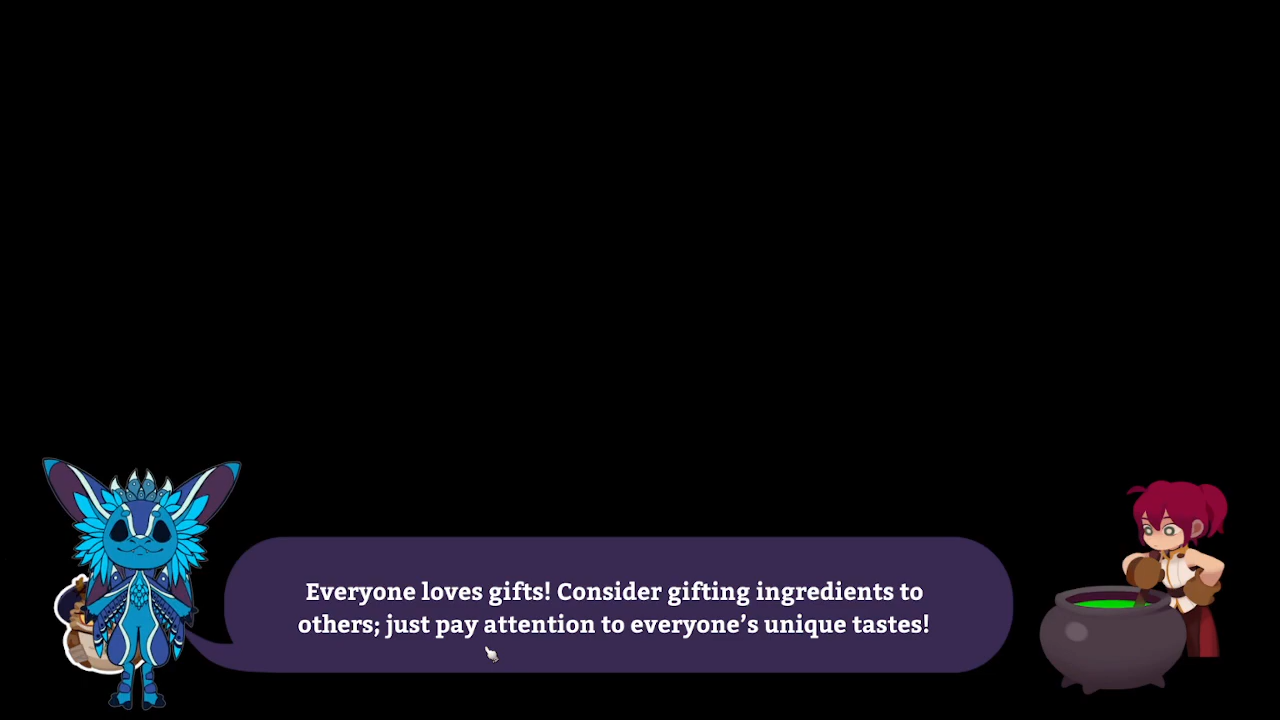 Everyone loves gifts! Consider gifting ingredients to
others; just pay attention to everyone’s unique tastes!